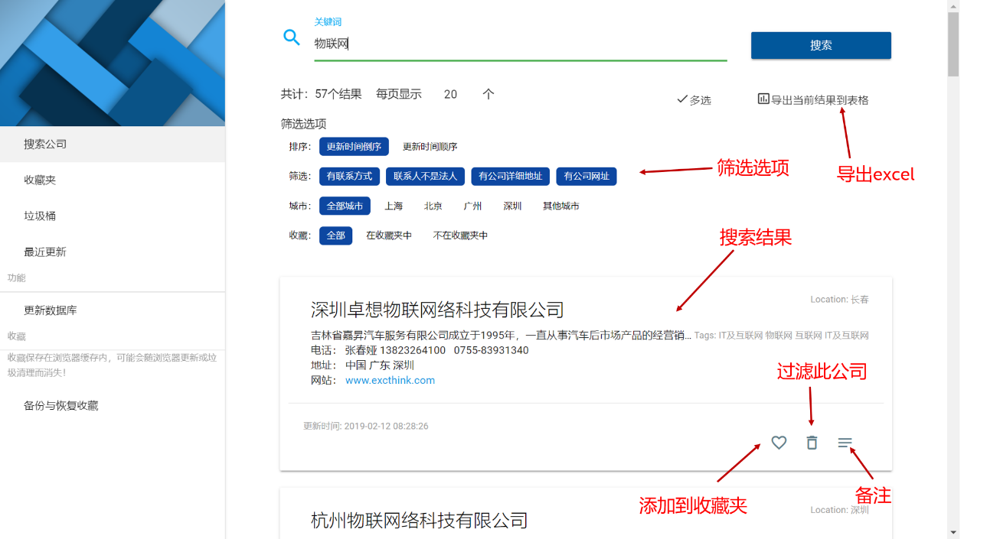 搜索公司
收藏夹
垃圾桶
最近更新
功能
更新数据库
收藏
收藏保存在浏览器缓存内，可能会随浏览器更新或垃
圾清理而消失！
备份与恢复收藏
关键词
物联网
搜索
共计：57个结果 每页显示 20 个
多选
导出当前结果到表格
筛选选项
排序： 更新时间倒序 更新时间顺序
筛选： 有联系方式 联系人不是法人 有公司详细地址 有公司网址
筛选选项
导出excel
城市： 全部城市 上海 北京 广州 深圳 其他城市
收藏： 全部 在收藏夹中 不在收藏夹中
搜索结果
Location: 长春
深圳卓想物联网络科技有限公司
吉林省嘉昇汽车服务有限公司成立于1995年，一直从事汽车后市场产品的经营销... Tags: IT及互联网 物联网 互联网 IT及互联网
电话： 张春娅 13823264100 0755-83931340
地址： 中国 广东 深圳
网站： www.excthink.com
过滤此公司
更新时间: 2019-02-12 08:28:26
添加到收藏夹
备注
Location: 深圳
杭州物联网络科技有限公司